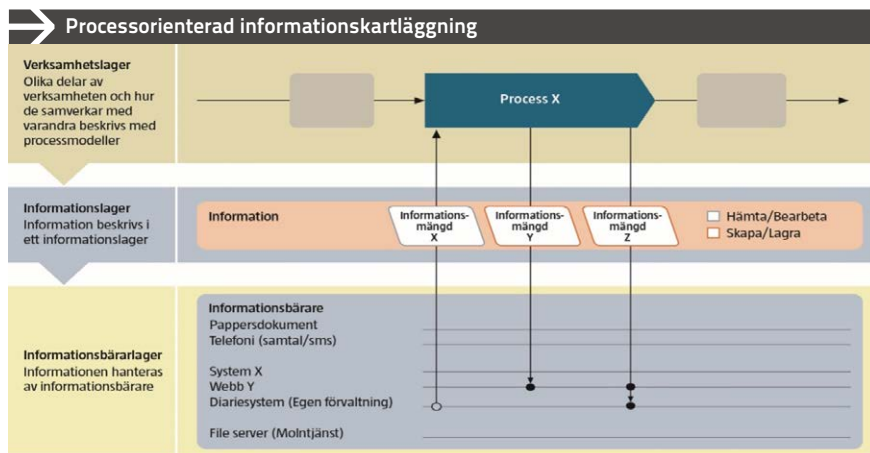 Processorienterad informationskartläggning
Verksamhetslager
Olika delar av
verksamheten och hur
de samverkar med
varandra beskrivs med
processmodeller
Process X
Informationslager
Information beskrivs i
ett informationslager
Information
Informations-
mängd
X
Informations-
mängd
Y
Informations-
mängd
Z
Hämta/Bearbeta
Skapa/Lagra
Informationsbärarlager
Informationen hanteras
av informationsbärare
Informationsbärare
Pappersdokument
Telefoni (samtal/sms)
System X
Webb Y
Diariesystem (Egen förvaltning)
File server (Molntjänst)